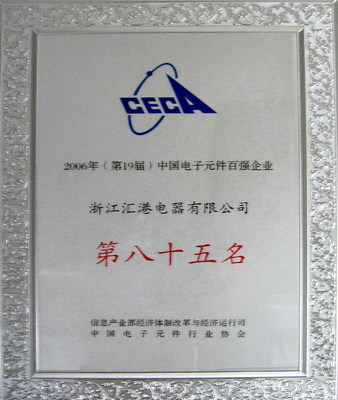 CECA
2006年(第19届)中国电子元件百强企业
浙江汇港电器有限公司
第八十五名
信息产业部经济体制改革与经济运行司
中国电子元件行业协会